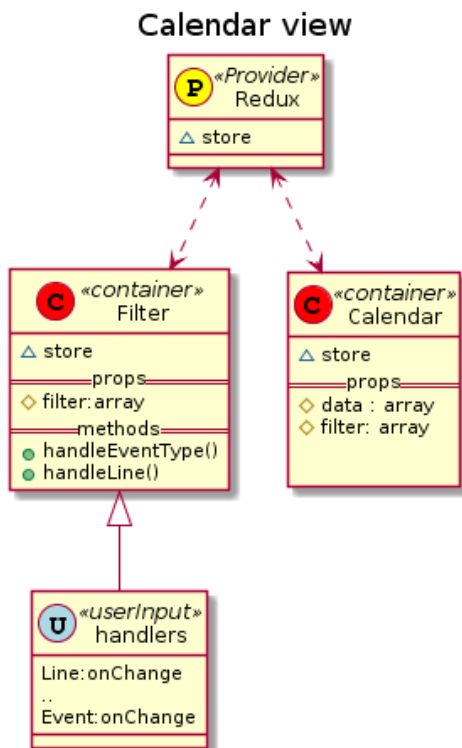 Calendar view
P «Provider»
Redux
store
C «container»
Filter
store
props
filter:array
methods
handleEventType()
handleLine()
C «container»
Calendar
store
props
data : array
filter: array
U «userInput»
handlers
Line:onChange
..
Event:onChange